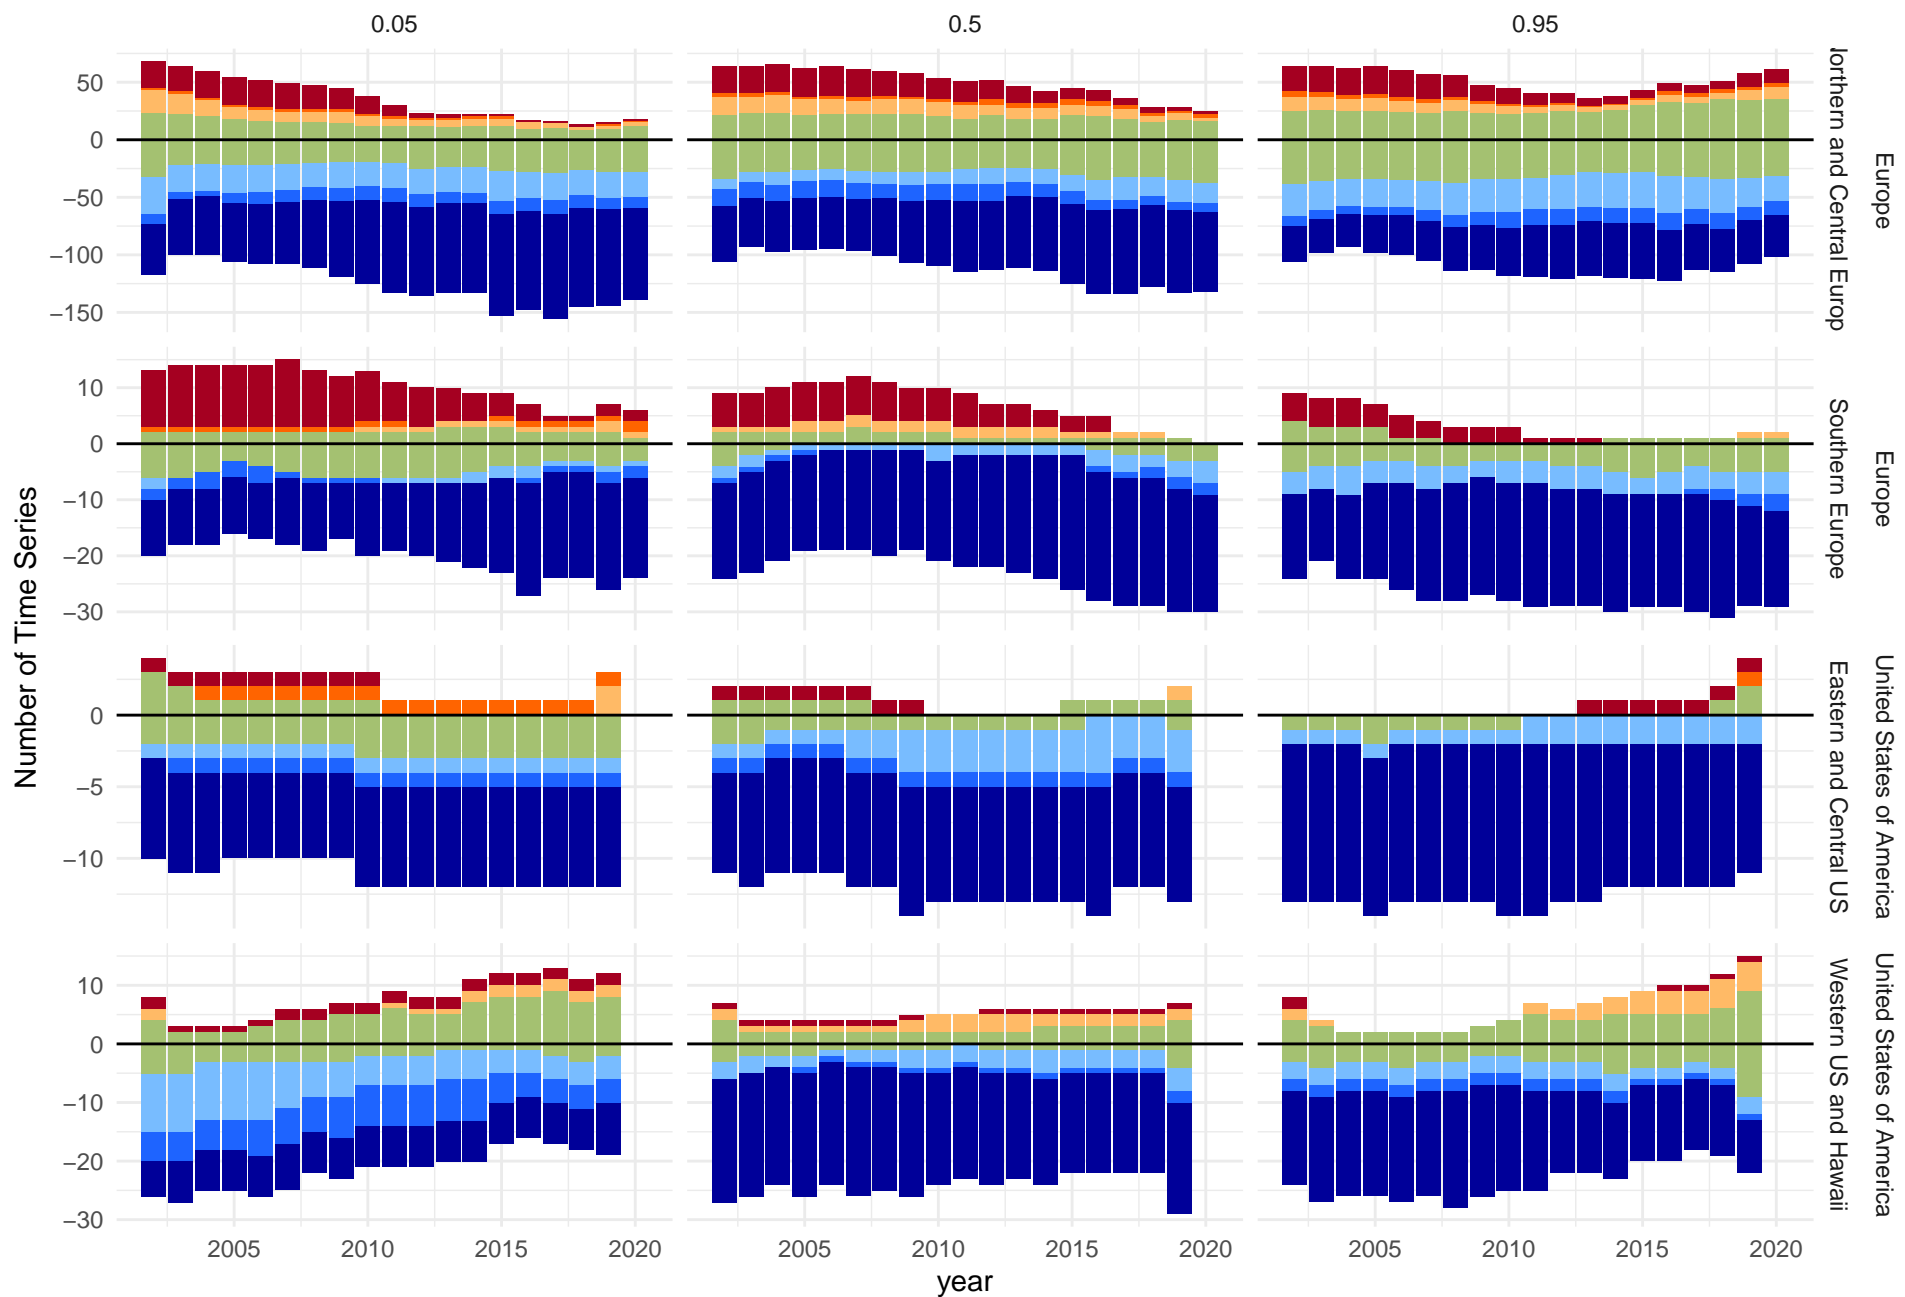 0.05 0.5 0.95
50
0
−50
−100
−150
Northern and Central Europ
Europe
10
0
−10
−20
−30
Southern Europe
Europe
0
−5
−10
Eastern and Central US
United States of America
10
0
−10
−20
−30
Western US and Hawaii
United States of America
2005 2010 2015 2020 2005 2010 2015 2020 2005 2010 2015 2020
year
Number of Time Series